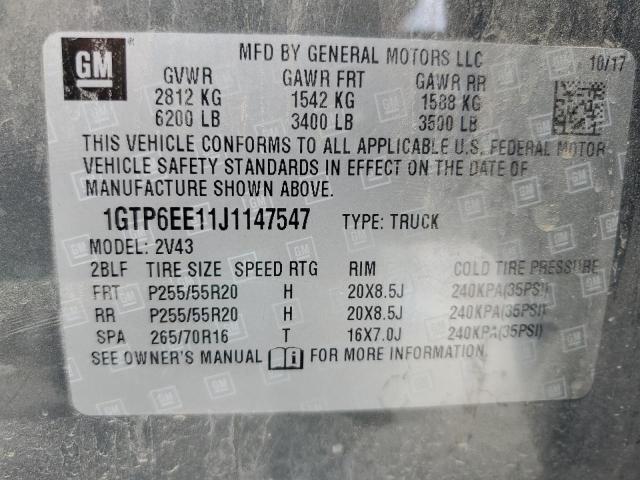 GM MFD BY GENERAL MOTORS LLC 10/17
GVWR GAWR FRT GAWR RR
2812 KG 1542 KG 1588 KG
6200 LB 3400 LB 3500 LB
THIS VEHICLE CONFORMS TO ALL APPLICABLE U.S. FEDERAL MOTOR
VEHICLE SAFETY STANDARDS IN EFFECT ON THE DATE OF
MANUFACTURE SHOWN ABOVE.
1GTP6EE11J1147547 TYPE: TRUCK
MODEL: 2V43
2BLF TIRE SIZE SPEED RTG RIM COLD TIRE PRESSURE
FRT P255/55R20 H 20X8.5J 240KPA(35PSI)
RR P255/55R20 H 20X8.5J 240KPA(35PSI)
SPA 265/70R16 T 16X7.0J 240KPA(35PSI)
SEE OWNER'S MANUAL FOR MORE INFORMATION.